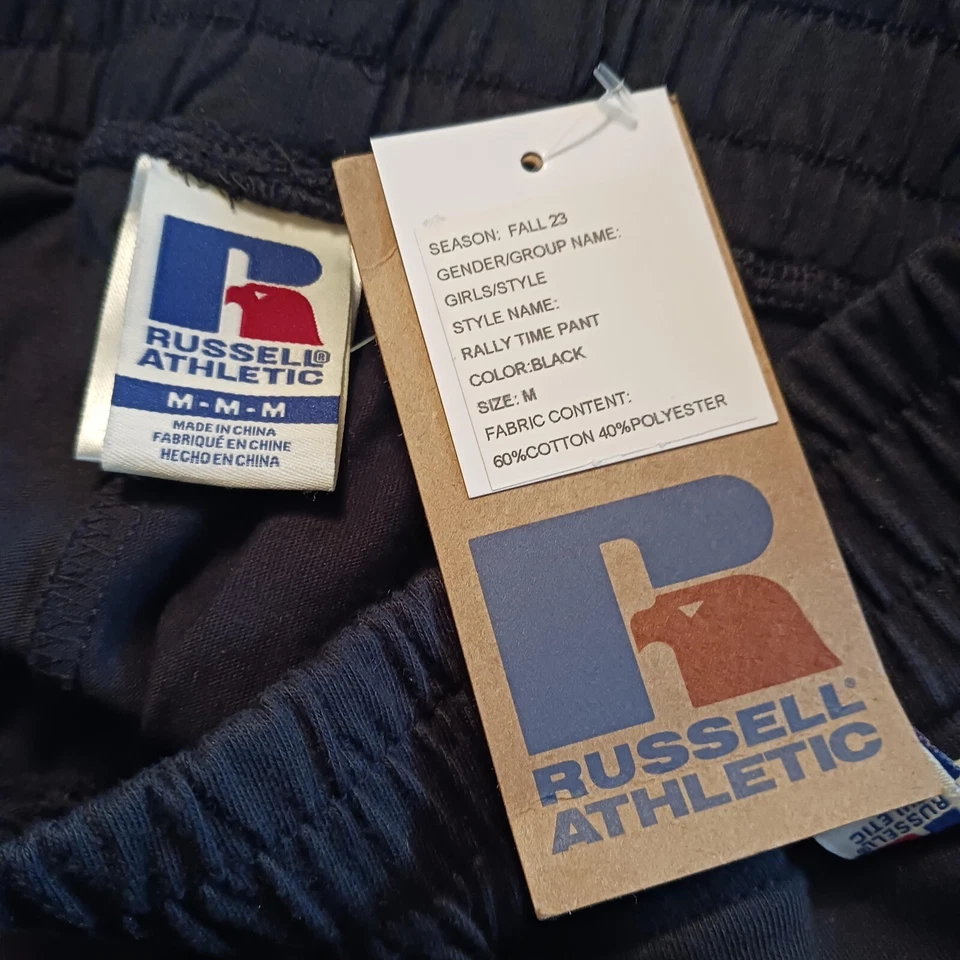 RUSSELL®
ATHLETIC
M-M-M
MADE IN CHINA
FABRIQUÉ EN CHINE
HECHO EN CHINA
SEASON: FALL 23
GENDER/GROUP NAME:
GIRLS/STYLE
STYLE NAME:
RALLY TIME PANT
COLOR:BLACK
SIZE: M
FABRIC CONTENT:
60%COTTON 40%POLYESTER
RUSSELL®
ATHLETIC
RUSSELL
ATHLETIC